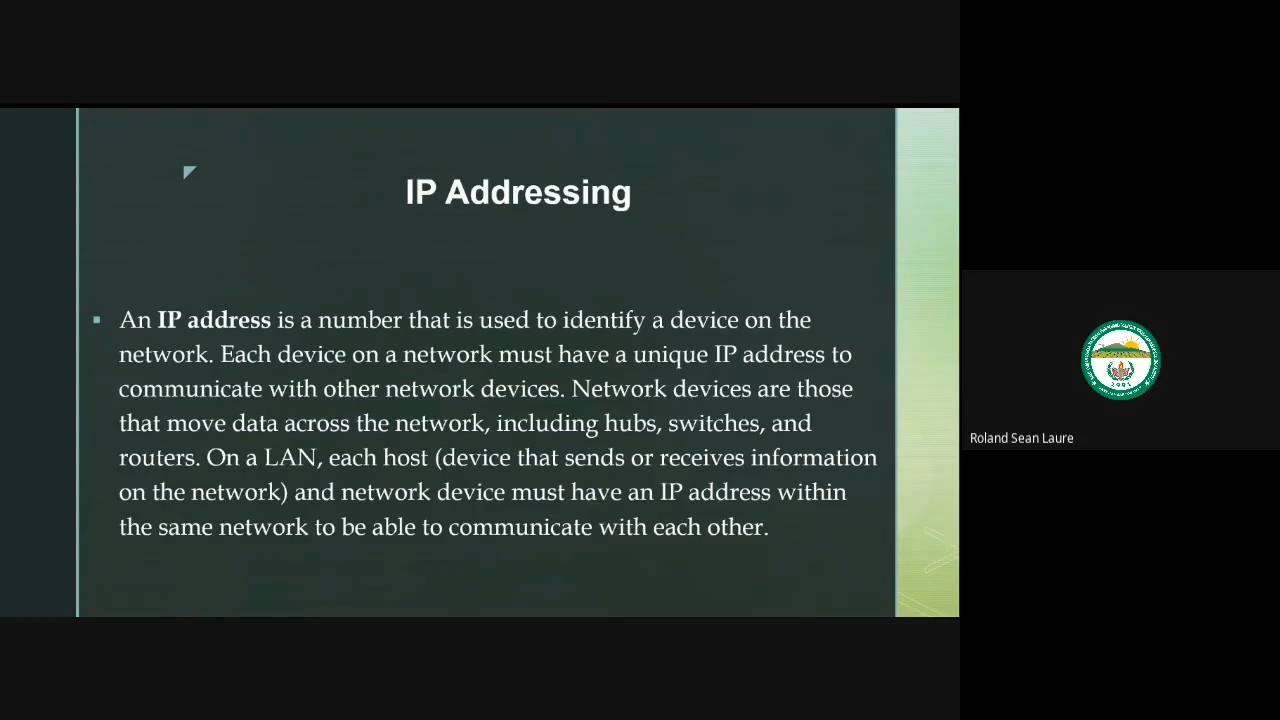 IP Addressing
An IP address is a number that is used to identify a device on the
network. Each device on a network must have a unique IP address to
communicate with other network devices. Network devices are those
that move data across the network, including hubs, switches, and
routers. On a LAN, each host (device that sends or receives information
on the network) and network device must have an IP address within
the same network to be able to communicate with each other.
2001
Roland Sean Laure